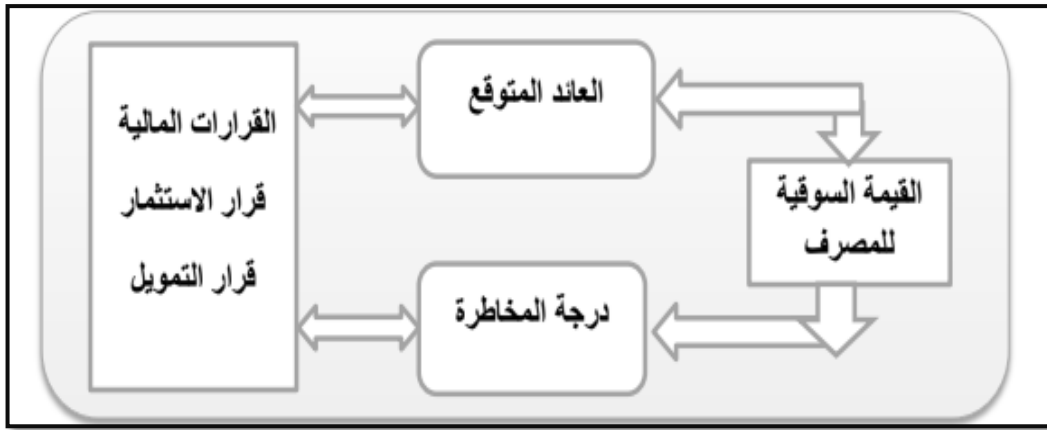 العائد المتوقع
القرارات المالية
قرار الاستثمار
قرار التمويل
القيمة السوقية
للمصرف
درجة المخاطرة